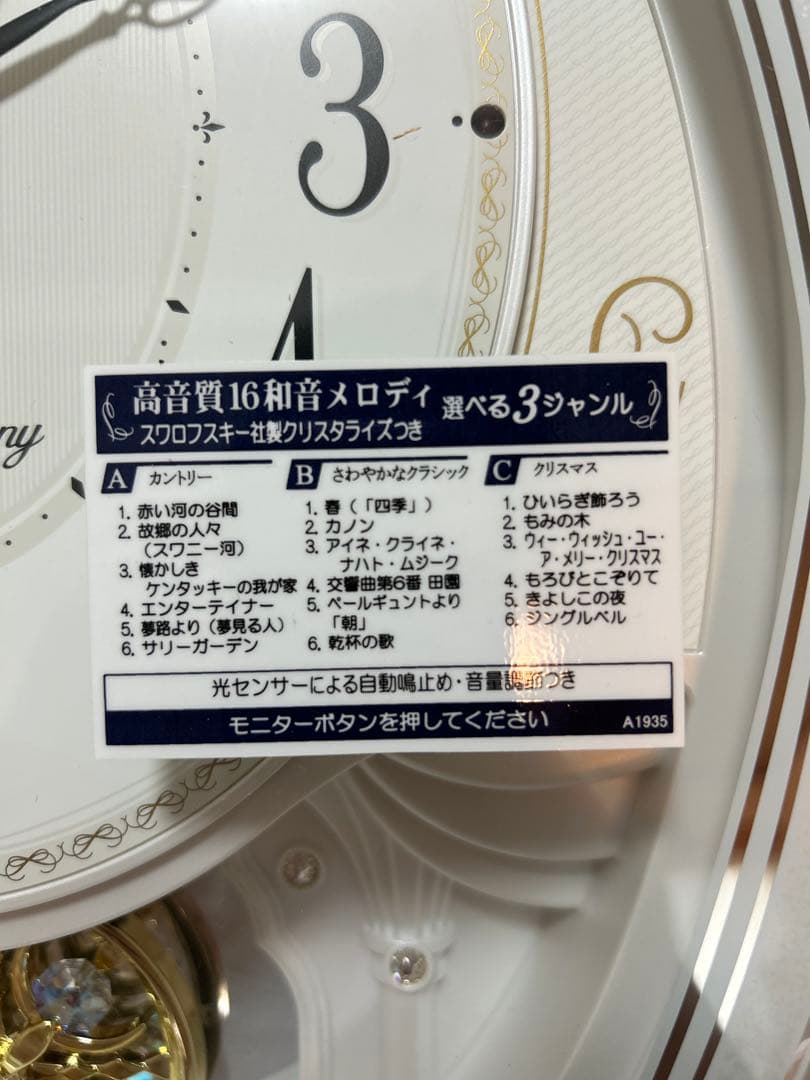 3
4
ny
高音質16和音メロディ 選べる3ジャンル
スワロフスキー社製クリスタライズつき
A カントリー
1. 赤い河の谷間
2. 故郷の人々
(スワニー河)
3. 懐かしき
ケンタッキーの我が家
4. エンターテイナー
5. 夢路より(夢見る人)
6. サリーガーデン
B さわやかなクラシック
1. 春(「四季」)
2. カノン
3. アイネ・クライネ・
ナハト・ムジーク
4. 交響曲第6番 田園
5. ペールギュントより
「朝」
6. 乾杯の歌
C クリスマス
1. ひいらぎ飾ろう
2. もみの木
3. ウィー・ウィッシュ・ユー・
ア・メリー・クリスマス
4. もろびとこぞりて
5. きよしこの夜
6. ジングルベル
光センサーによる自動鳴止め・音量調節つき
モニターボタンを押してください A1935